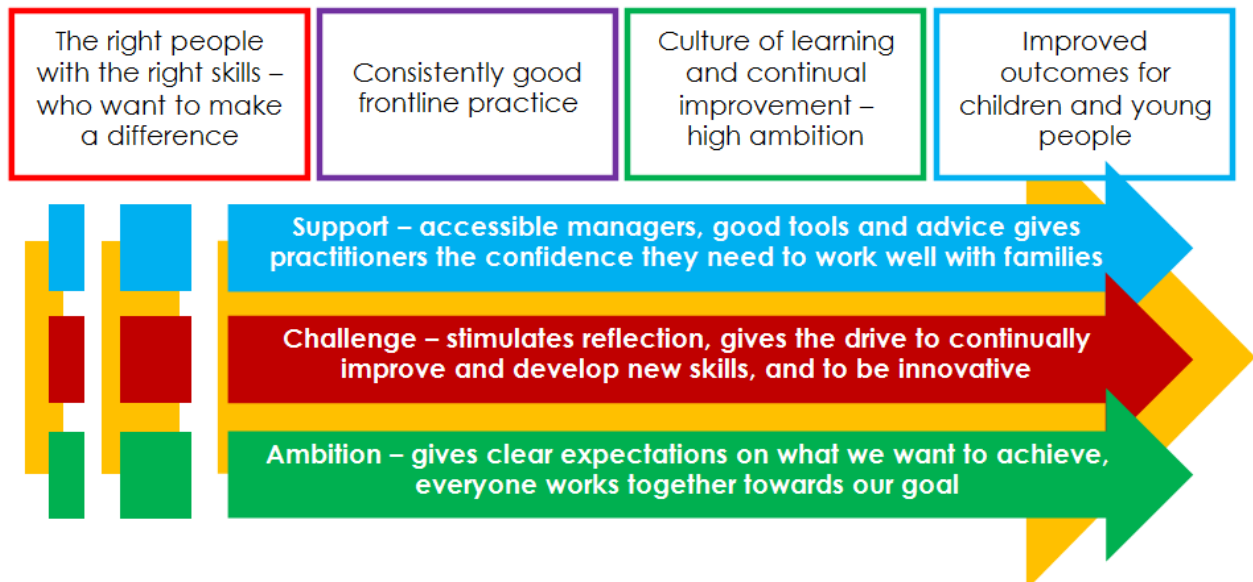 The right people
with the right skills –
who want to make
a difference
Consistently good
frontline practice
Culture of learning
and continual
improvement –
high ambition
Improved
outcomes for
children and young
people
Support – accessible managers, good tools and advice gives
practitioners the confidence they need to work well with families
Challenge – stimulates reflection, gives the drive to continually
improve and develop new skills, and to be innovative
Ambition – gives clear expectations on what we want to achieve,
everyone works together towards our goal